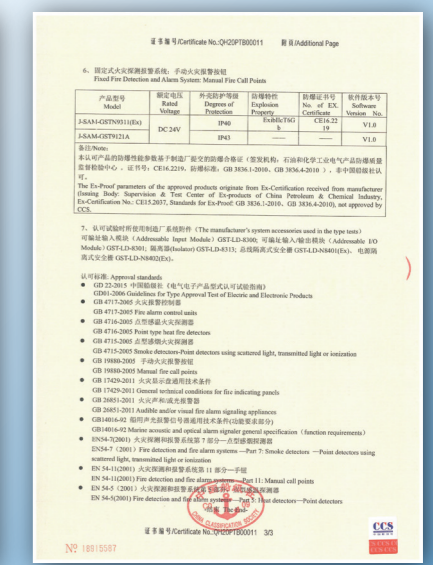 证书编号/Certificate No.:QH20PTB00011 附页/Additional Page
6、固定式火灾探测报警系统：手动火灾报警按钮
Fixed Fire Detection and Alarm System: Manual Fire Call Points
产品型号 额定电压 外壳防护等级 防爆特性 防爆证书号 软件版本号
Model Rated Voltage Degrees of Protection Explosion Property No. of EX. Certificate Software Version No.
J-SAM-GSTN9311(Ex) DC 24V IP40 ExibIIcT6Gb CE16.2219 V1.0
J-SAM-GST9121A IP43 —— —— V1.0
备注/Note:
本认可产品的防爆性能参数基于制造厂提交的防爆合格证（签发机构：石油和化学工业电气产品防爆质量
监督检验中心，证书号：CE16.2219，防爆标准：GB 3836.1-2010、GB 3836.4-2010），非中国船级社认
可。
The Ex-Proof parameters of the approved products originate from Ex-Certification received from manufacturer
(Issuing Body: Supervision & Test Center of Ex-products of China Petroleum & Chemical Industry,
Ex-Certification No.: CE15.2037, Standards for Ex-Proof: GB 3836.1-2010、GB 3836.4-2010), not approved by
CCS.
7、认可试验时所使用制造厂系统附件（The manufacturer's system accessories used in the type tests）
可编址输入模块（Addressable Input Module）GST-LD-8300; 可编址输入/输出模块（Addressable I/O
Module）GST-LD-8301; 隔离器(Isolator) GST-LD-8313; 总线隔离式安全栅 GST-LD-N8401(Ex)、电源隔
离式安全栅 GST-LD-N8402(Ex)。
认可标准: Approval standards
● GD 22-2015 中国船级社《电气电子产品型式认可试验指南》
GD01-2006 Guidelines for Type Approval Test of Electric and Electronic Products
● GB 4717-2005 火灾报警控制器
GB 4717-2005 Fire alarm control units
● GB 4716-2005 点型感温火灾探测器
GB 4716-2005 Point type heat fire detectors
● GB 4715-2005 点型感烟火灾探测器
GB 4715-2005 Smoke detectors-Point detectors using scattered light, transmitted light or ionization
● GB 19880-2005 手动火灾报警按钮
GB 19880-2005 Manual fire call points
● GB 17429-2011 火灾显示盘通用技术条件
GB 17429-2011 General technical conditions for fire indicating panels
● GB 26851-2011 火灾声和/或光报警器
GB 26851-2011 Audible and/or visual fire alarm signaling appliances
● GB14016-92 船用声光报警信号器通用技术条件(功能要求部分)
GB14016-92 Marine acoustic and optical alarm signaler general specification (function requirements)
● EN54-7(2001) 火灾探测和报警系统第 7 部分—点型感烟探测器
EN54-7（2001）Fire detection and fire alarm systems —Part 7: Smoke detectors —Point detectors using
scattered light, transmitted light or ionization
● EN 54-11(2001) 火灾探测和报警系统第 11 部分—手钮
EN 54-11(2001) Fire detection and fire alarm systems —Part 11: Manual call points
● EN 54-5（2001）火灾探测和报警系统第 5 部分—点型感温探测器
EN 54-5(2001) Fire detection and fire alarm systems —Part 5: Heat detectors —Point detectors
-结束 The End-
CHINA CLASSIFICATION SOCIETY
证书编号/Certificate No.:QH20PTB00011 3/3
CCS
№ 18915587